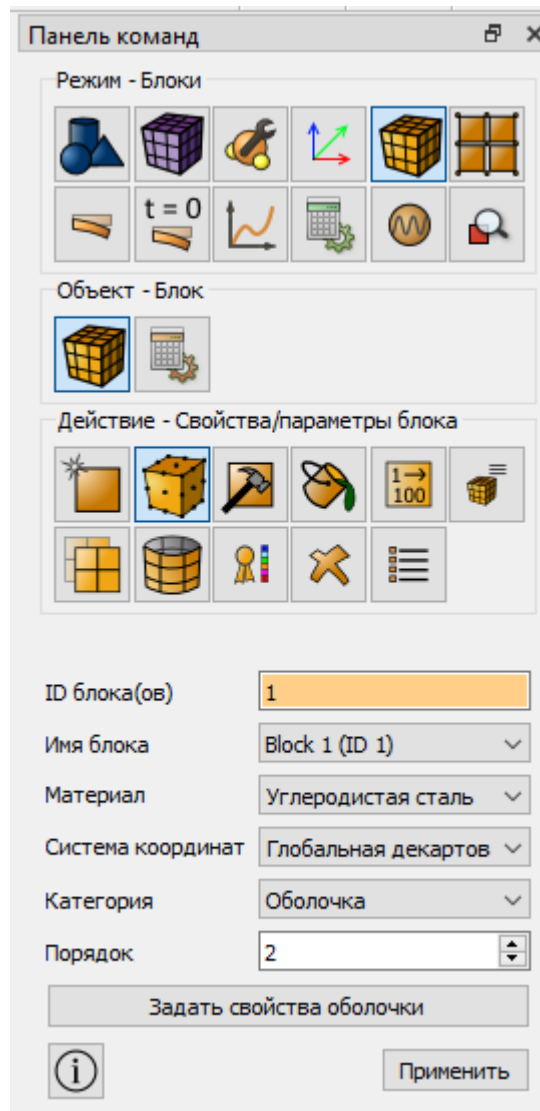 Панель команд
Режим - Блоки
t = 0
Объект - Блок
Действие - Свойства/параметры блока
1→
100
ID блока(ов) 1
Имя блока Block 1 (ID 1)
Материал Углеродистая сталь
Система координат Глобальная декартов
Категория Оболочка
Порядок 2
Задать свойства оболочки
Применить